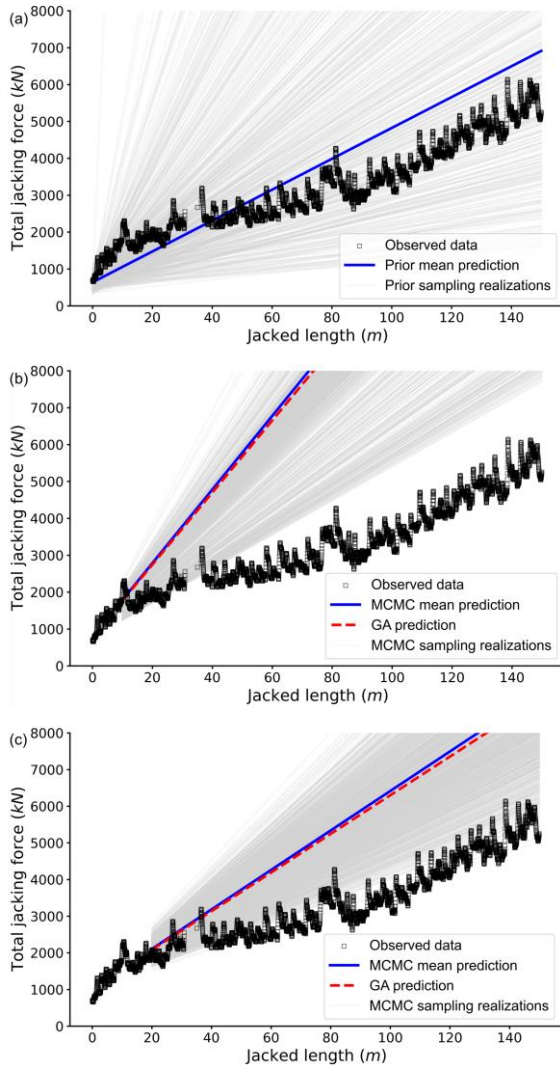 (a)
8000
7000
6000
5000
4000
3000
2000
1000
0
Total jacking force (kN)
Observed data
Prior mean prediction
Prior sampling realizations
0 20 40 60 80 100 120 140
Jacked length (m)
(b)
8000
7000
6000
5000
4000
3000
2000
1000
0
Total jacking force (kN)
Observed data
MCMC mean prediction
GA prediction
MCMC sampling realizations
0 20 40 60 80 100 120 140
Jacked length (m)
(c)
8000
7000
6000
5000
4000
3000
2000
1000
0
Total jacking force (kN)
Observed data
MCMC mean prediction
GA prediction
MCMC sampling realizations
0 20 40 60 80 100 120 140
Jacked length (m)